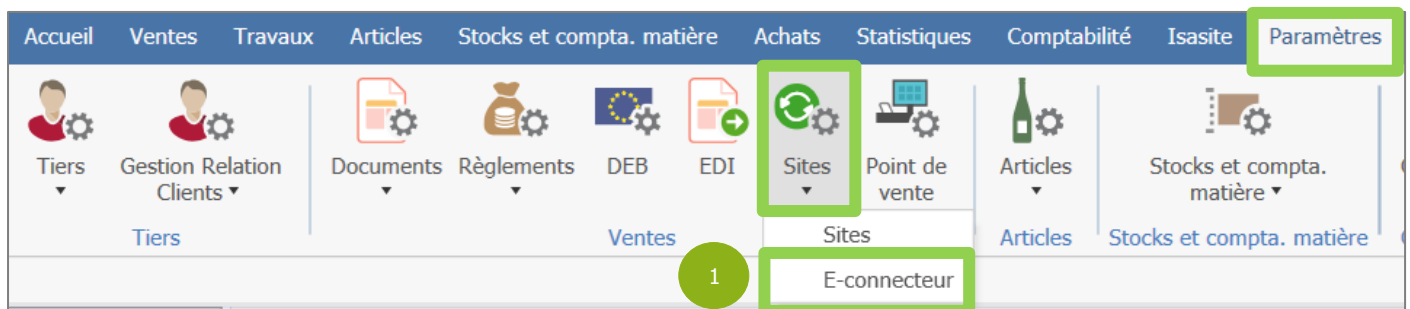 Accueil Ventes Travaux Articles Stocks et compta. matière Achats Statistiques Comptabilité Isasite Paramètres
Tiers Gestion Relation Documents Règlements DEB EDI Sites Point de Articles Stocks et compta.
Clients vente matière
Tiers Ventes Sites Articles Stocks et compta. matière
1 E-connecteur